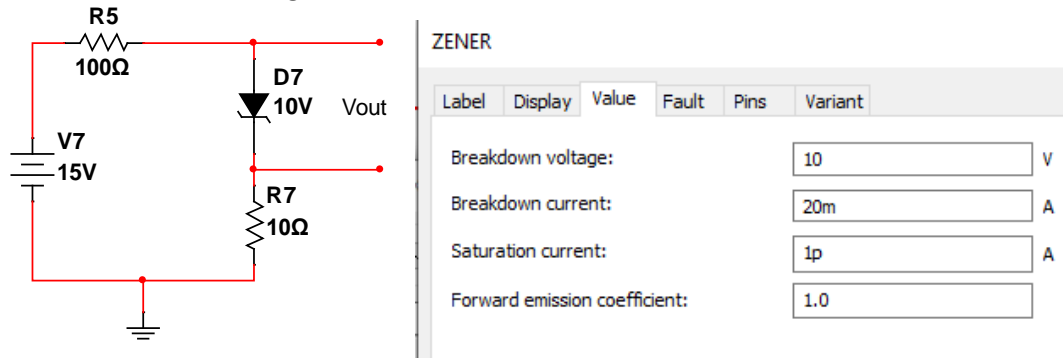 R5
100Ω
D7
10V
Vout
V7
15V
R7
10Ω
ZENER
Label Display Value Fault Pins Variant
Breakdown voltage: 10 V
Breakdown current: 20m A
Saturation current: 1p A
Forward emission coefficient: 1.0